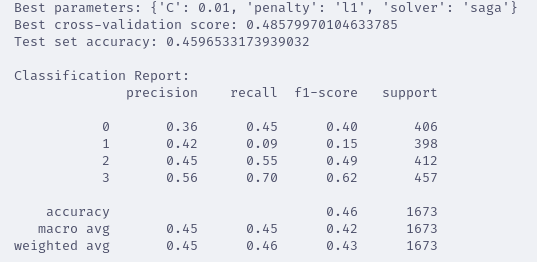 Best parameters: {'C': 0.01, 'penalty': 'l1', 'solver': 'saga'}
Best cross-validation score: 0.48579970104633785
Test set accuracy: 0.4596533173939032
Classification Report:
precision recall f1-score support
0 0.36 0.45 0.40 406
1 0.42 0.09 0.15 398
2 0.45 0.55 0.49 412
3 0.56 0.70 0.62 457
accuracy 0.46 1673
macro avg 0.45 0.45 0.42 1673
weighted avg 0.45 0.46 0.43 1673